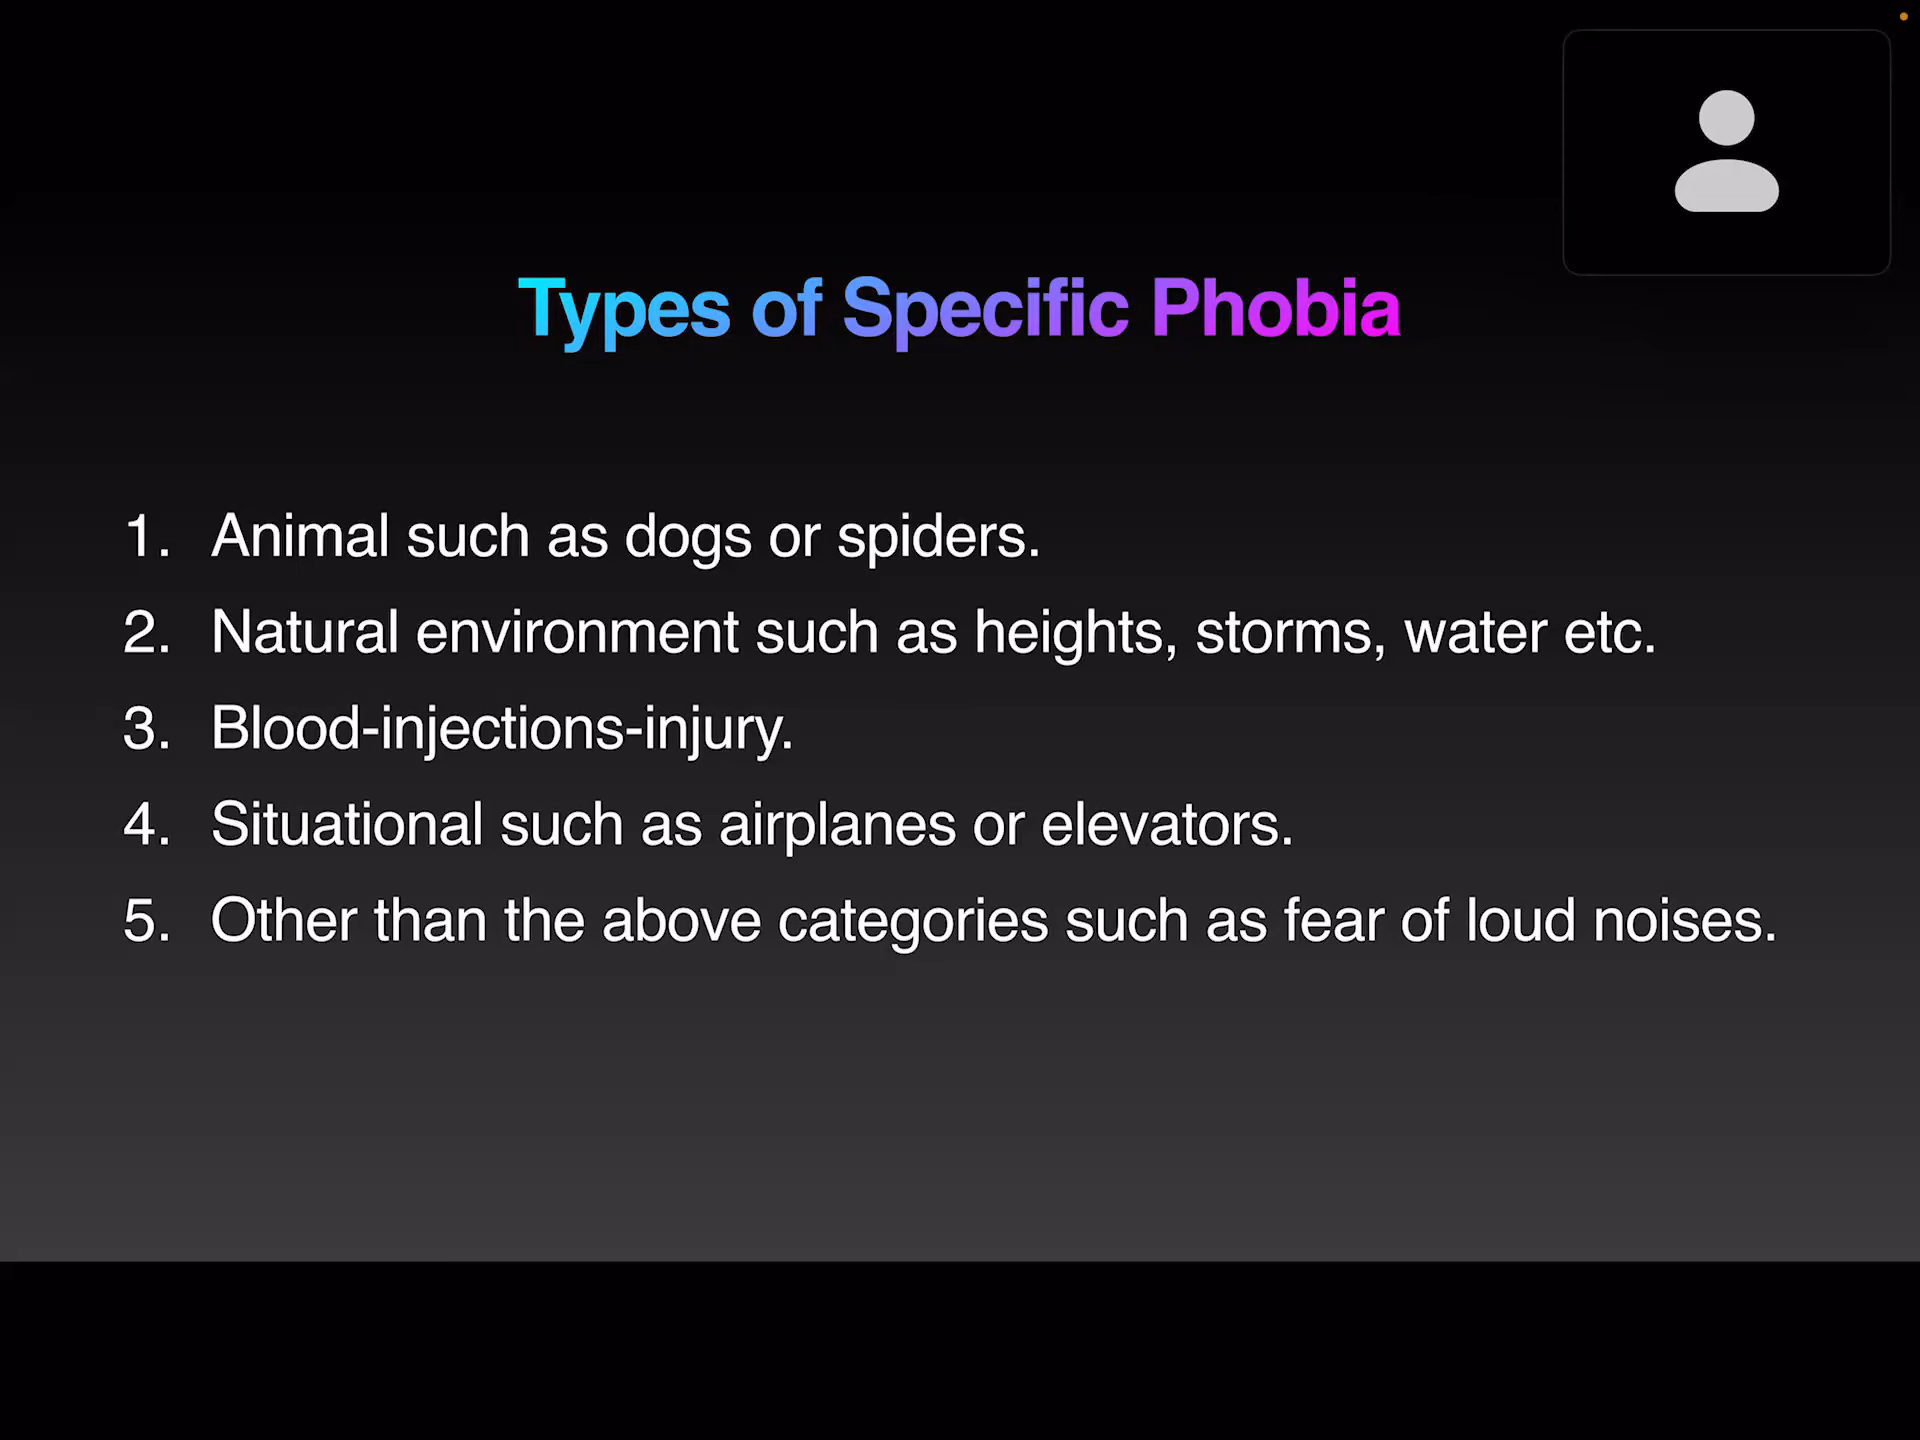 Types of Specific Phobia
1. Animal such as dogs or spiders.
2. Natural environment such as heights, storms, water etc.
3. Blood-injections-injury.
4. Situational such as airplanes or elevators.
5. Other than the above categories such as fear of loud noises.